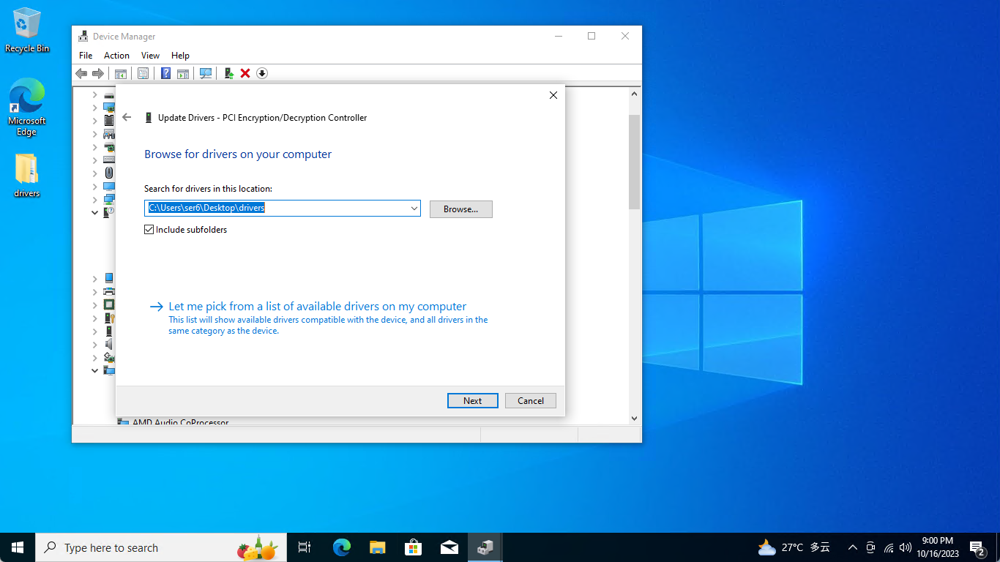 Recycle Bin
Microsoft
Edge
drivers
Device Manager
File Action View Help
Update Drivers - PCI Encryption/Decryption Controller
Browse for drivers on your computer
Search for drivers in this location:
C:\Users\ser6\Desktop\drivers
Browse...
Include subfolders
Let me pick from a list of available drivers on my computer
This list will show available drivers compatible with the device, and all drivers in the
same category as the device.
Next Cancel
AMD Audio CoProcessor
Type here to search
27°C 多云
9:00 PM
10/16/2023
2